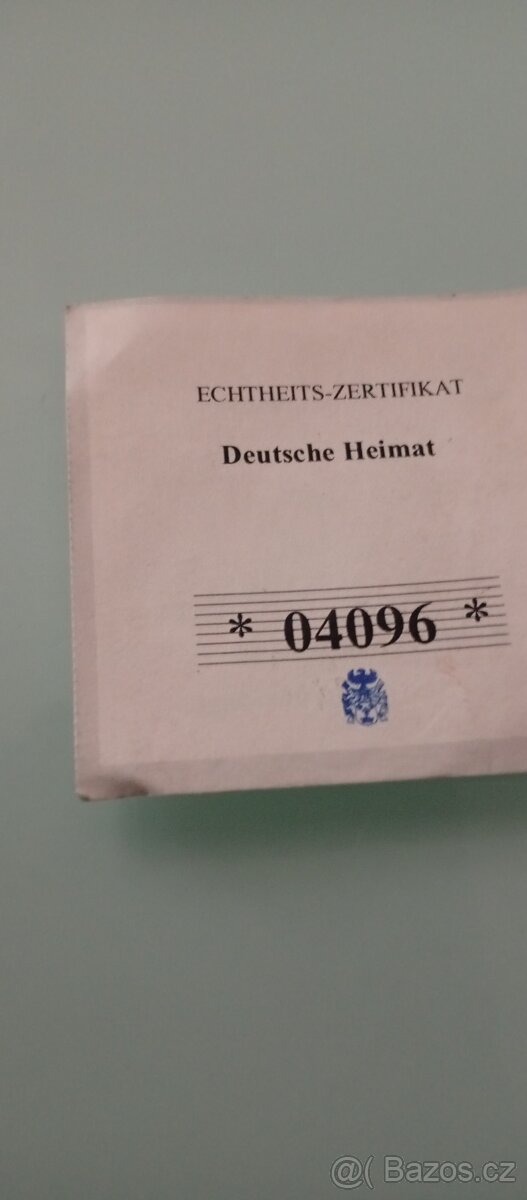 ECHTHEITS-ZERTIFIKAT
Deutsche Heimat
* 04096 *
@( Bazos.cz